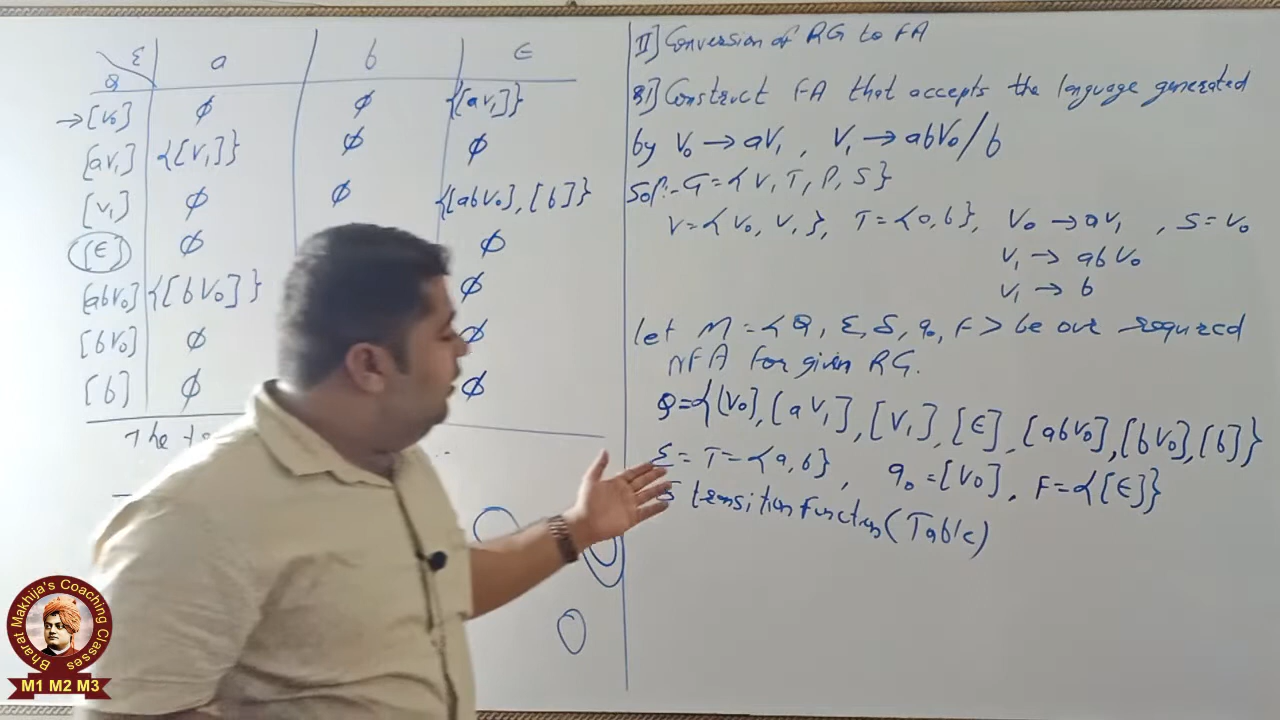 Σ a b ϵ
Q
→[V₀] φ φ {[aV₁]}
[aV₁] {[V₁]} φ φ
[V₁] φ φ {[abV₀],[b]}
[ϵ] φ φ
[abV₀] {[bV₀]} φ
[bV₀] φ φ
[b] φ φ
The
II] Conversion of RG to FA
Q1] Construct FA that accepts the language generated
by V₀ → aV₁ , V₁ → abV₀/b
Solⁿ:- G={V,T,P,S}
V={V₀,V₁}, T={a,b}, V₀ → aV₁ , S=V₀
V₁ → abV₀
V₁ → b
let M=<Q,Σ,δ,q₀,F> be our required
NFA for given RG.
Q={[V₀],[aV₁],[V₁],[ϵ],[abV₀],[bV₀],[b]}
Σ=T={a,b}, q₀=[V₀], F={[ϵ]}
δ transition function (Table)
Bharat Makhija's Coaching Classes
M1 M2 M3